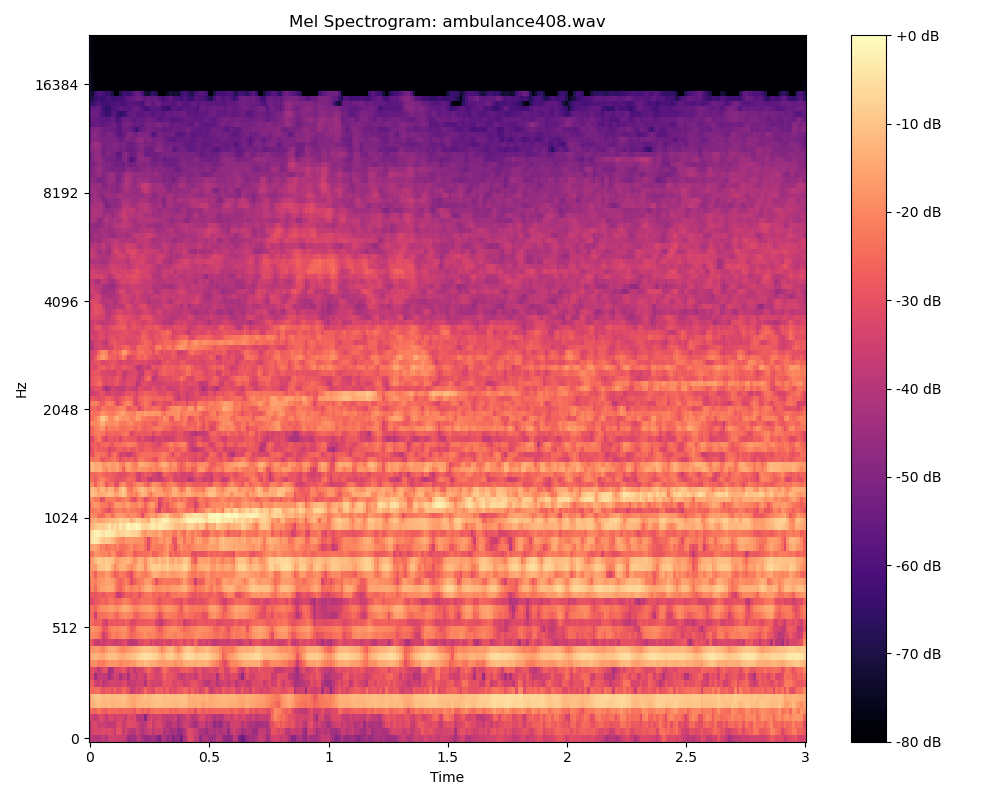 Mel Spectrogram: ambulance408.wav
+0 dB
16384
-10 dB
8192
-20 dB
4096
-30 dB
Hz
2048
-40 dB
1024
-50 dB
512
-60 dB
-70 dB
0
-80 dB
0 0.5 1 1.5 2 2.5 3
Time